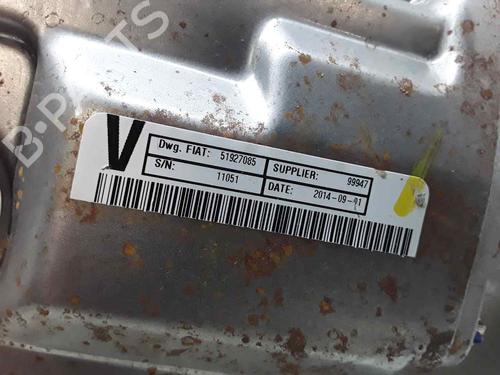 B-PARTS
V
Dwg. FIAT: 51927085
SUPPLIER: 99947
S/N: 11051
DATE: 2014-09-01